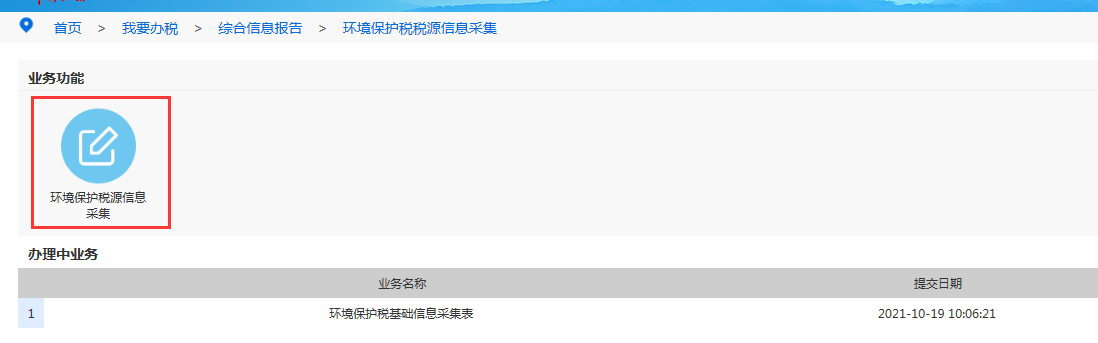 首页 > 我要办税 > 综合信息报告 > 环境保护税税源信息采集
业务功能
环境保护税源信息
采集
办理中业务
业务名称 提交日期
1 环境保护税基础信息采集表 2021-10-19 10:06:21